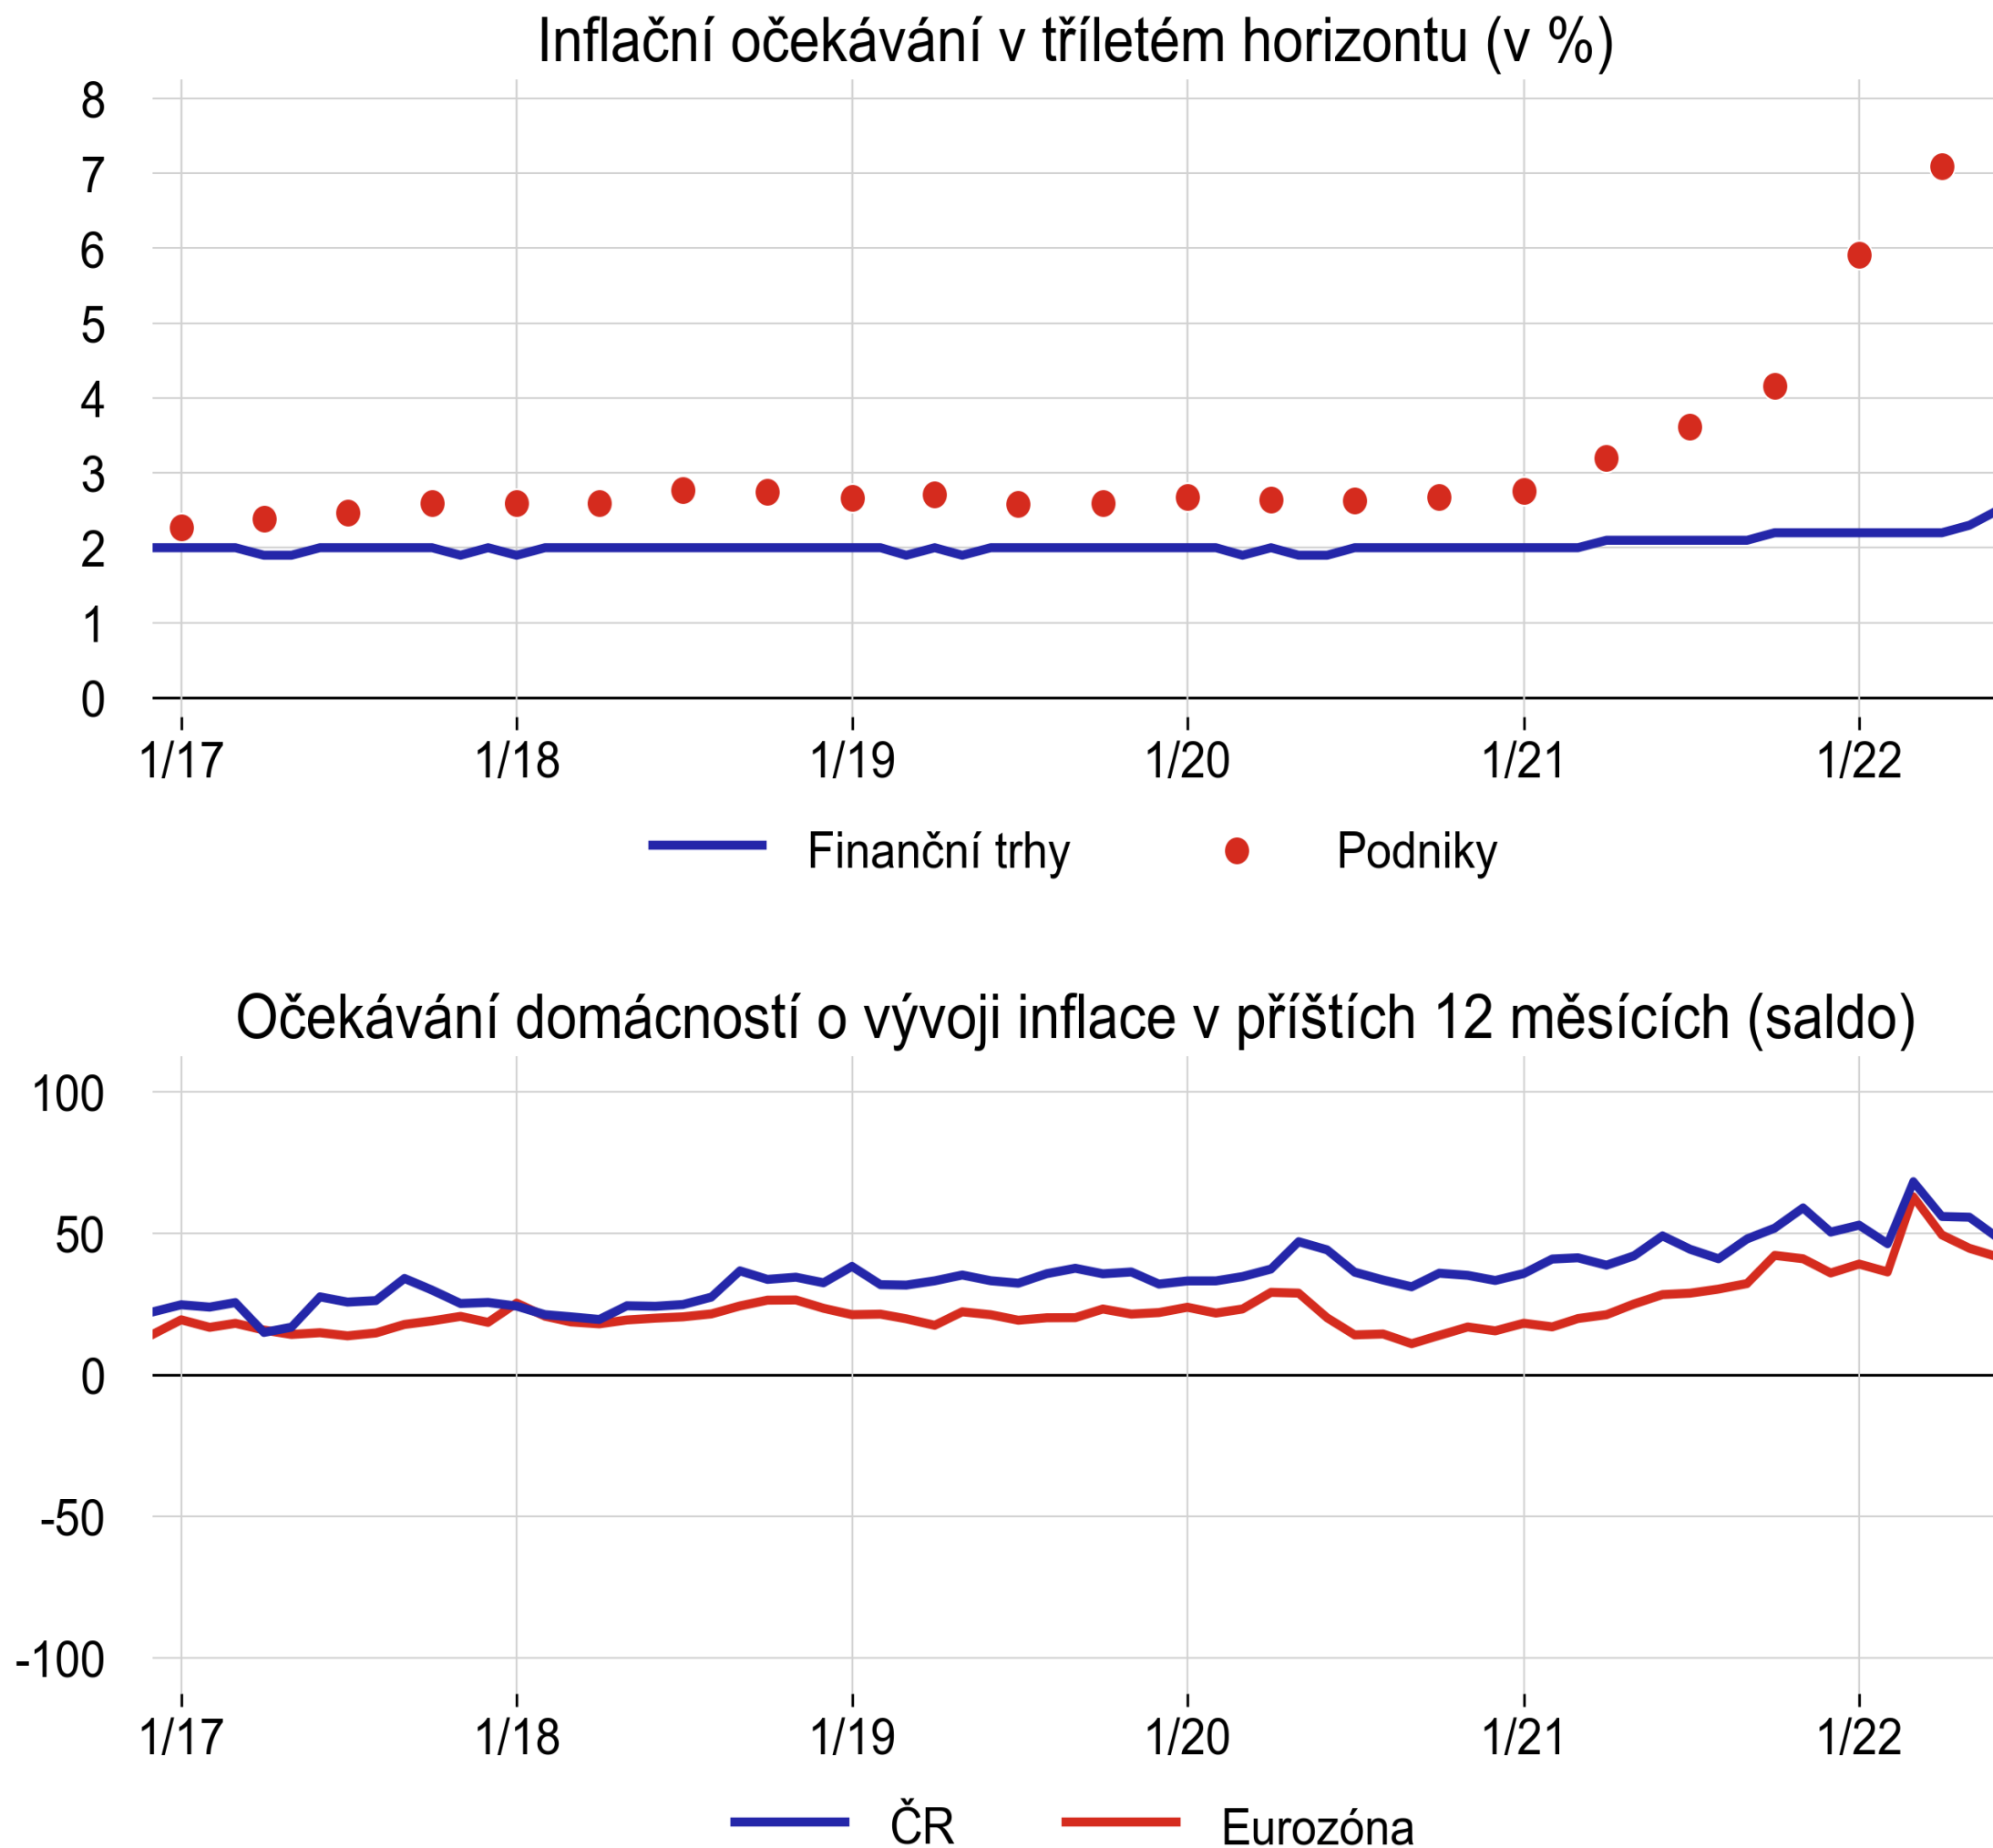 Inflační očekávání v tříletém horizontu (v %)
8
7
6
5
4
3
2
1
0
1/17 1/18 1/19 1/20 1/21 1/22
Finanční trhy Podniky
Očekávání domácností o vývoji inflace v příštích 12 měsících (saldo)
100
50
0
-50
-100
1/17 1/18 1/19 1/20 1/21 1/22
ČR Eurozóna